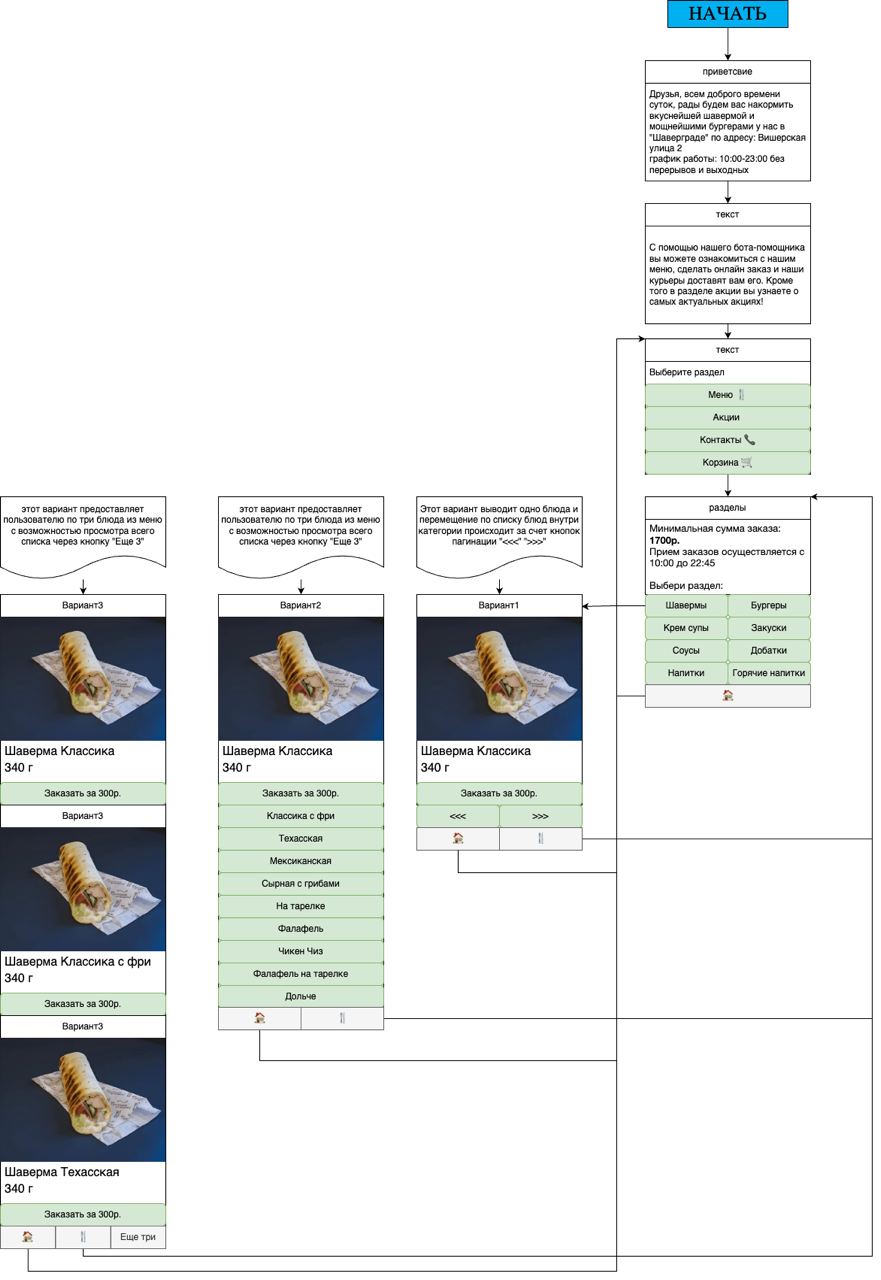 НАЧАТЬ
приветсвие
Друзья, всем доброго времени
суток, рады будем вас накормить
вкуснейшей шавермой и
мощнейшими бургерами у нас в
"Шаверграде" по адресу: Вишерская
улица 2
график работы: 10:00-23:00 без
перерывов и выходных
текст
С помощью нашего бота-помощника
вы можете ознакомиться с нашим
меню, сделать онлайн заказ и наши
курьеры доставят вам его. Кроме
того в разделе акции вы узнаете о
самых актуальных акциях!
текст
Выберите раздел
Меню 🍴
Акции
Контакты 📞
Корзина 🛒
разделы
Минимальная сумма заказа:
1700р.
Прием заказов осуществляется с
10:00 до 22:45
Выбери раздел:
Шавермы Бургеры
Крем супы Закуски
Соусы Добатки
Напитки Горячие напитки
Этот вариант выводит одно блюда и
перемещение по списку блюд внутри
категории происходит за счет кнопок
пагинации "<<<" ">>>"
Вариант1
Шаверма Классика
340 г
Заказать за 300р.
<<< >>>
этот вариант предоставляет
пользователю по три блюда из меню
с возможностью просмотра всего
списка через кнопку "Еще 3"
Вариант2
Шаверма Классика
340 г
Заказать за 300р.
Классика с фри
Техасская
Мексиканская
Сырная с грибами
На тарелке
Фалафель
Чикен Чиз
Фалафель на тарелке
Дольче
этот вариант предоставляет
пользователю по три блюда из меню
с возможностью просмотра всего
списка через кнопку "Еще 3"
Вариант3
Шаверма Классика
340 г
Заказать за 300р.
Вариант3
Шаверма Классика с фри
340 г
Заказать за 300р.
Вариант3
Шаверма Техасская
340 г
Заказать за 300р.
Еще три